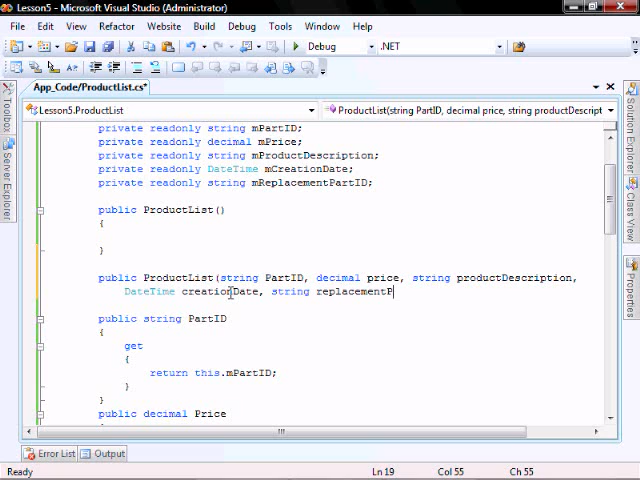 Lesson5 - Microsoft Visual Studio (Administrator)
File Edit View Refactor Website Build Debug Tools Window Help
Debug .NET
App_Code/ProductList.cs*
Lesson5.ProductList ProductList(string PartID, decimal price, string productDescript
private readonly string mPartID;
private readonly decimal mPrice;
private readonly string mProductDescription;
private readonly DateTime mCreationDate;
private readonly string mReplacementPartID;
public ProductList()
{
}
public ProductList(string PartID, decimal price, string productDescription,
DateTime creationDate, string replacementP
public string PartID
{
get
{
return this.mPartID;
}
}
public decimal Price
Toolbox
Server Explorer
Solution Explorer
Class View
Properties
Error List Output
Ready Ln 19 Col 55 Ch 55